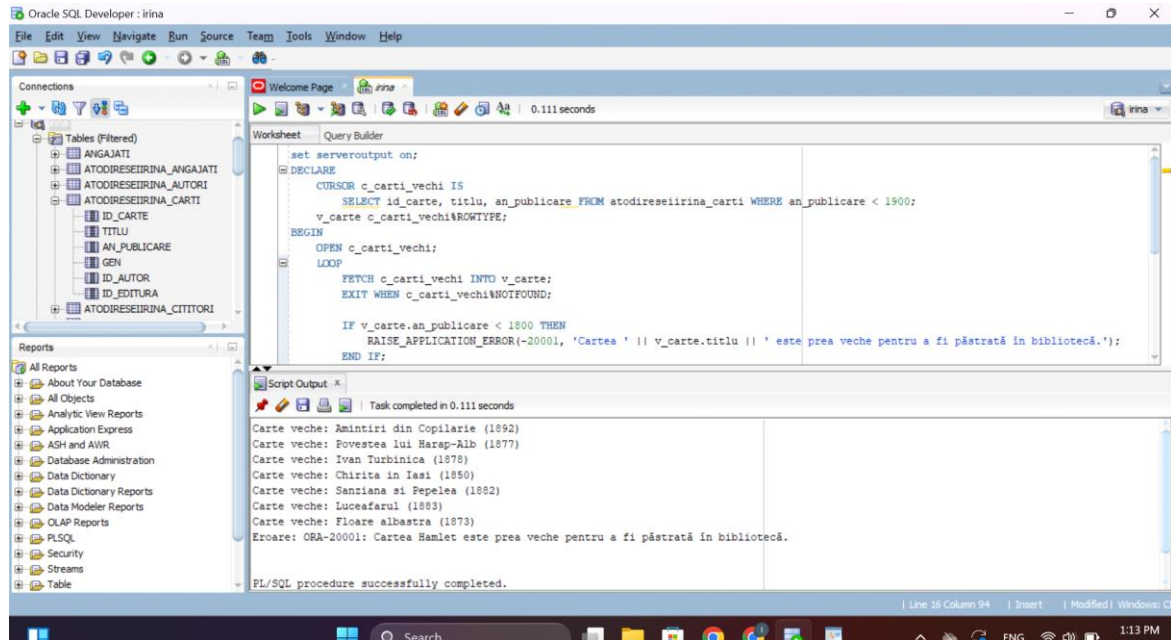 Oracle SQL Developer : irina
File Edit View Navigate Run Source Team Tools Window Help
Connections
Tables (Filtered)
ANGAJATI
ATODIRESEIIRINA_ANGAJATI
ATODIRESEIIRINA_AUTORI
ATODIRESEIIRINA_CARTI
ID_CARTE
TITLU
AN_PUBLICARE
GEN
ID_AUTOR
ID_EDITURA
ATODIRESEIIRINA_CITITORI
Reports
All Reports
About Your Database
All Objects
Analytic View Reports
Application Express
ASH and AWR
Database Administration
Data Dictionary
Data Dictionary Reports
Data Modeler Reports
OLAP Reports
PLSQL
Security
Streams
Table
Welcome Page irina
0.111 seconds
irina
Worksheet Query Builder
set serveroutput on;
DECLARE
CURSOR c_carti_vechi IS
SELECT id_carte, titlu, an_publicare FROM atodireseiirina_carti WHERE an_publicare < 1900;
v_carte c_carti_vechi%ROWTYPE;
BEGIN
OPEN c_carti_vechi;
LOOP
FETCH c_carti_vechi INTO v_carte;
EXIT WHEN c_carti_vechi%NOTFOUND;
IF v_carte.an_publicare < 1800 THEN
RAISE_APPLICATION_ERROR(-20001, 'Cartea ' || v_carte.titlu || ' este prea veche pentru a fi păstrată în bibliotecă.');
END IF;
Script Output
Task completed in 0.111 seconds
Carte veche: Amintiri din Copilarie (1892)
Carte veche: Povestea lui Harap-Alb (1877)
Carte veche: Ivan Turbinica (1878)
Carte veche: Chirita in Iasi (1850)
Carte veche: Sanziana si Pepelea (1882)
Carte veche: Luceafarul (1883)
Carte veche: Floare albastra (1873)
Eroare: ORA-20001: Cartea Hamlet este prea veche pentru a fi păstrată în bibliotecă.
PL/SQL procedure successfully completed.
Line 16 Column 94 | Insert | Modified | Windows: C
Search
ENG
1:13 PM